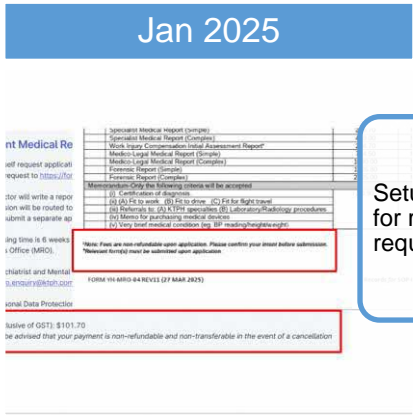 Jan 2025
Specialist Medical Report (Simple)
Specialist Medical Report (Complex)
Work Injury Compensation Initial Assessment Report*
Medico-Legal Medical Report (Simple)
Medico-Legal Medical Report (Complex)
Forensic Report (Simple)
Forensic Report (Complex)
Memorandum-Only the following criteria will be accepted
(i) Certification of diagnosis
(ii) (A) Fit to work (B) Fit to drive (C) Fit for flight travel
(iii) Referrals to: (A) KTPH specialties (B) Laboratory/Radiology procedures
(iv) Memo for purchasing medical devices
(v) Very brief medical condition (eg. BP reading/height/weight)
*Note: Fees are non-refundable upon application. Please confirm your intent before submission.
*Relevant form(s) must be submitted upon application
FORM YH-MRO-04 REV11 (27 MAR 2025)
nt Medical Re
elf request applicati
request to https://for
ctor will write a repor
ion will be routed to
submit a separate ap
ing time is 6 weeks
Office (MRO).
chiatrist and Mental
o.enquiry@ktph.com
sonal Data Protection
lusive of GST): $101.70
be advised that your payment is non-refundable and non-transferable in the event of a cancellation
Setu
for r
requ